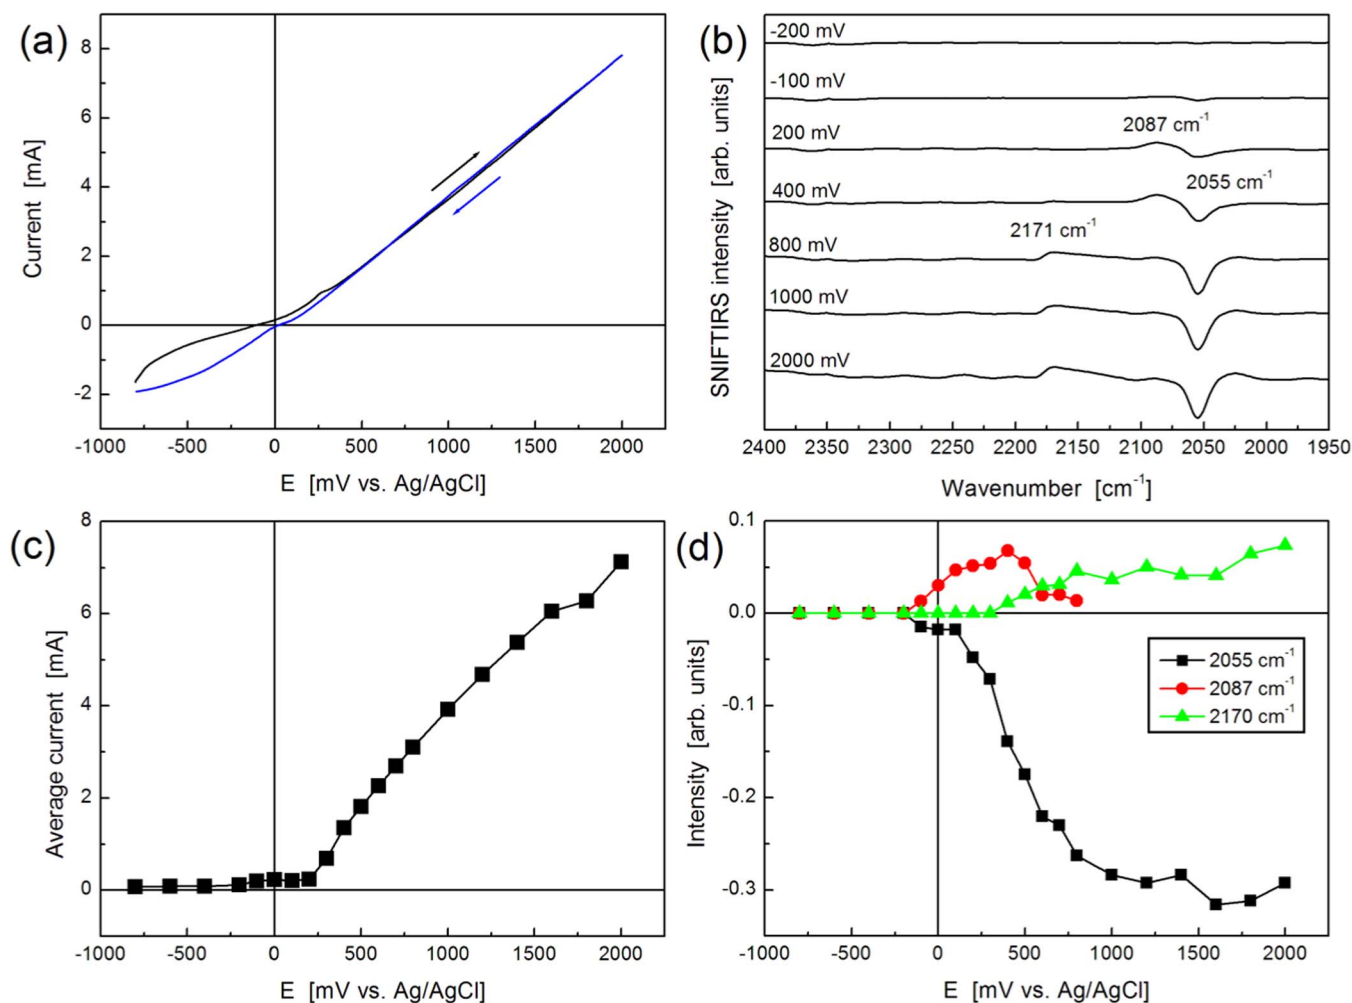 (a)
8
6
4
2
0
-2
Current [mA]
-1000 -500 0 500 1000 1500 2000
E [mV vs. Ag/AgCl]
(b)
-200 mV
-100 mV
200 mV
2087 cm⁻¹
400 mV
2055 cm⁻¹
800 mV
2171 cm⁻¹
1000 mV
2000 mV
SNIFTIRS intensity [arb. units]
2400 2350 2300 2250 2200 2150 2100 2050 2000 1950
Wavenumber [cm⁻¹]
(c)
8
6
4
2
0
Average current [mA]
-1000 -500 0 500 1000 1500 2000
E [mV vs. Ag/AgCl]
(d)
0.1
0.0
-0.1
-0.2
-0.3
Intensity [arb. units]
2055 cm⁻¹
2087 cm⁻¹
2170 cm⁻¹
-1000 -500 0 500 1000 1500 2000
E [mV vs. Ag/AgCl]